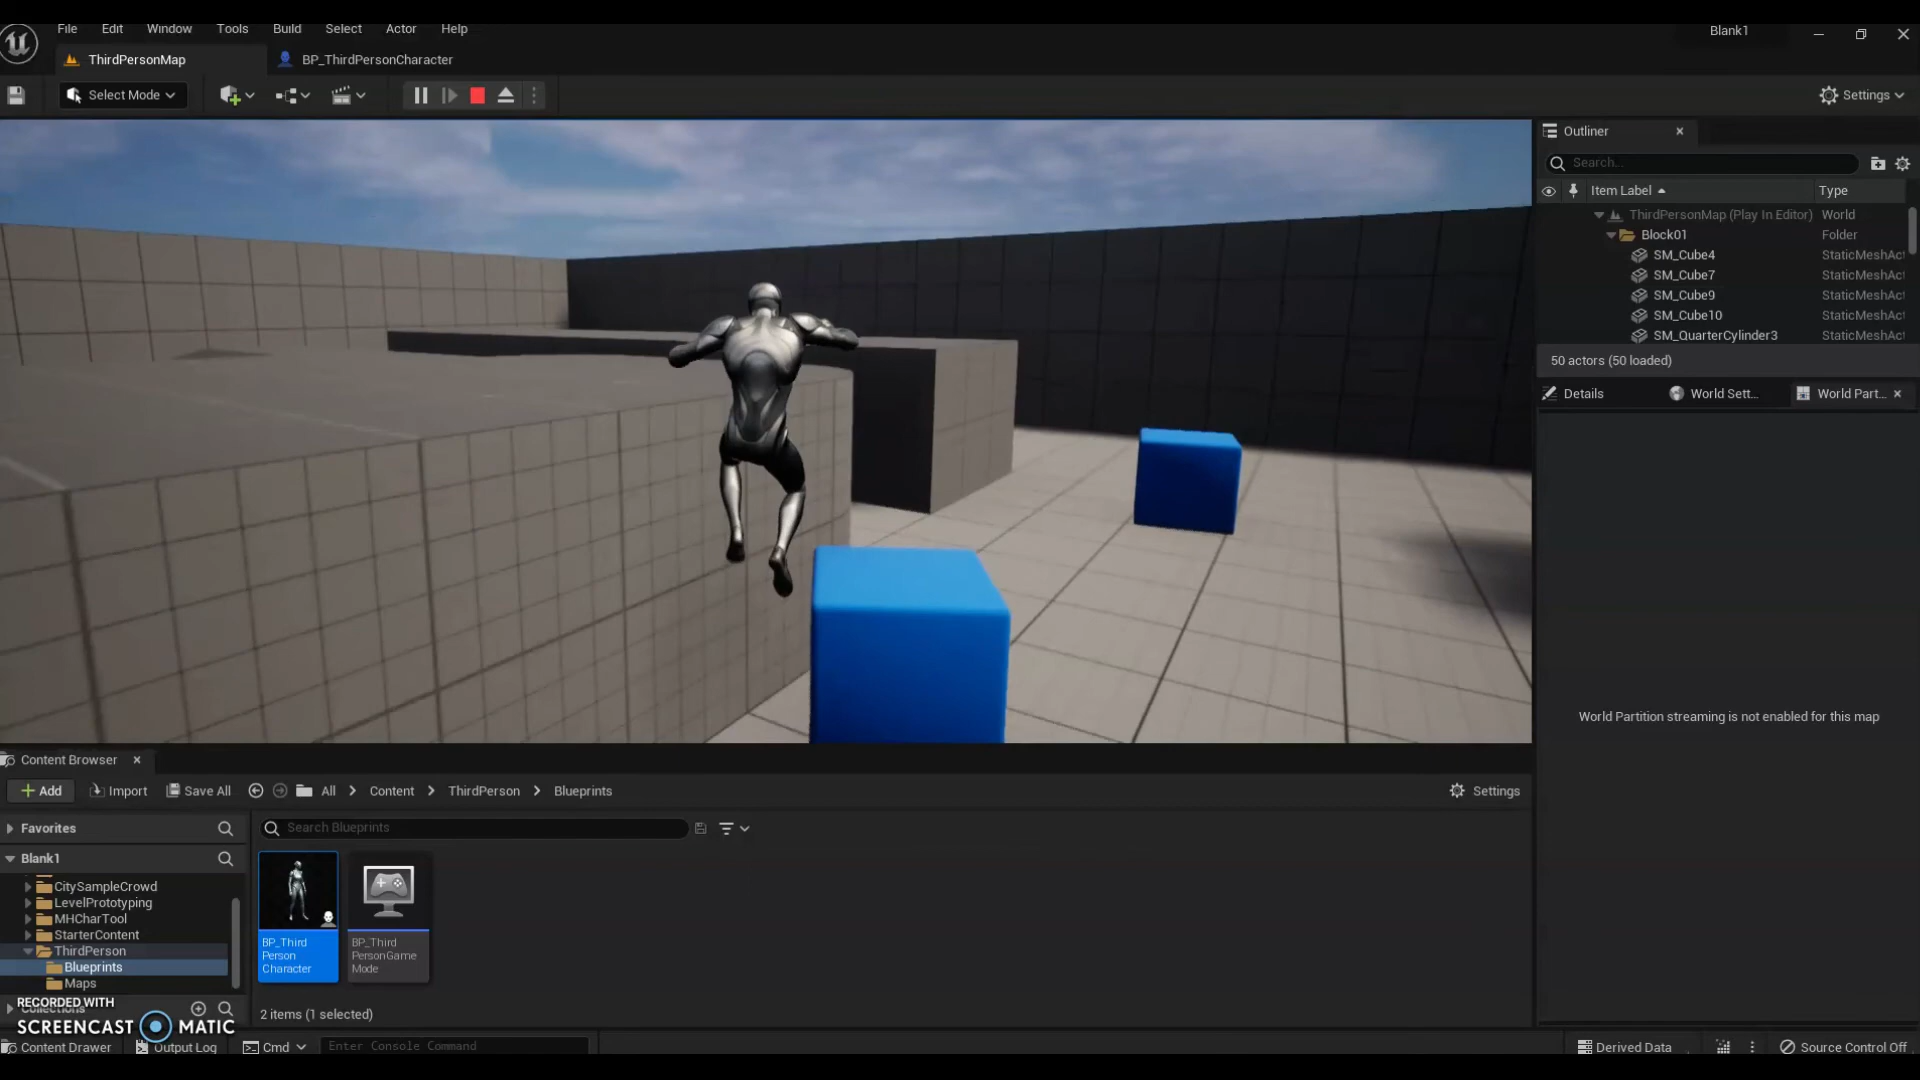 File Edit Window Tools Build Select Actor Help
Blank1
ThirdPersonMap
BP_ThirdPersonCharacter
Select Mode
Settings
Outliner
Search...
Item Label Type
ThirdPersonMap (Play In Editor) World
Block01 Folder
SM_Cube4 StaticMeshAct
SM_Cube7 StaticMeshAct
SM_Cube9 StaticMeshAct
SM_Cube10 StaticMeshAct
SM_QuarterCylinder3 StaticMeshAct
50 actors (50 loaded)
Details World Sett... World Part...
World Partition streaming is not enabled for this map
Content Browser
Add Import Save All All Content ThirdPerson Blueprints
Settings
Favorites
Search Blueprints
Blank1
CitySampleCrowd
LevelPrototyping
MHCharTool
StarterContent
ThirdPerson
Blueprints
Maps
Collections
BP_Third
Person
Character
BP_Third
PersonGame
Mode
2 items (1 selected)
RECORDED WITH
SCREENCAST MATIC
Content Drawer Output Log Cmd Enter Console Command
Derived Data Source Control Off